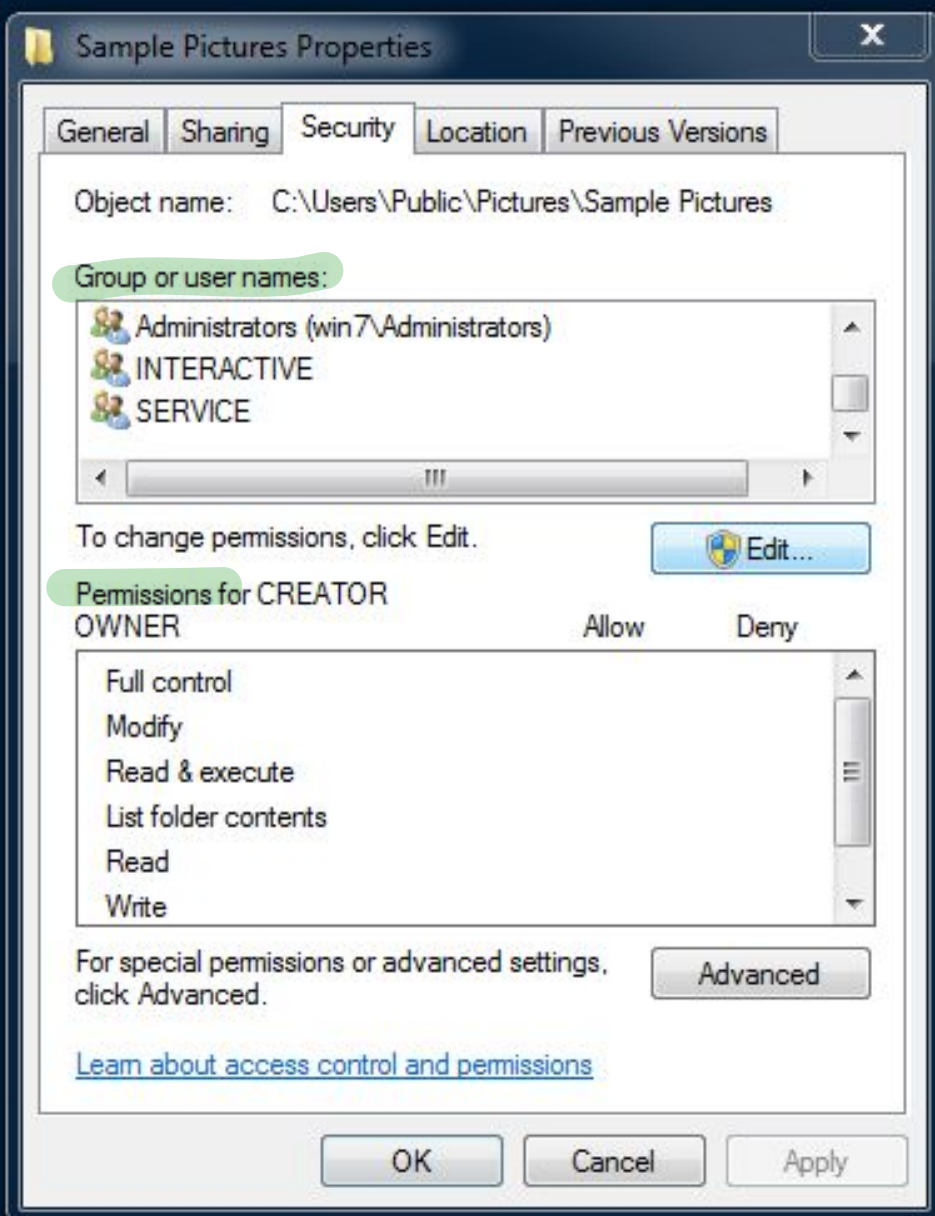 Sample Pictures Properties
General Sharing Security Location Previous Versions
Object name: C:\Users\Public\Pictures\Sample Pictures
Group or user names:
Administrators (win7\Administrators)
INTERACTIVE
SERVICE
To change permissions, click Edit.
Edit...
Permissions for CREATOR
OWNER Allow Deny
Full control
Modify
Read & execute
List folder contents
Read
Write
For special permissions or advanced settings,
click Advanced.
Advanced
Learn about access control and permissions
OK Cancel Apply